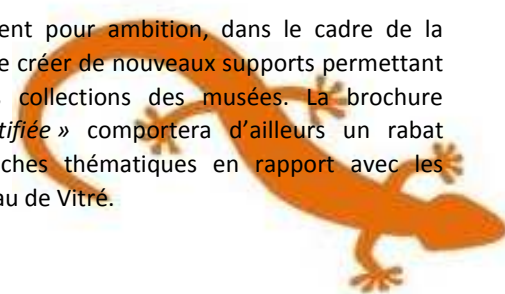 ent pour ambition, dans le cadre de la
e créer de nouveaux supports permettant
collections des musées. La brochure
tifiée » comportera d'ailleurs un rabat
iches thématiques en rapport avec les
au de Vitré.